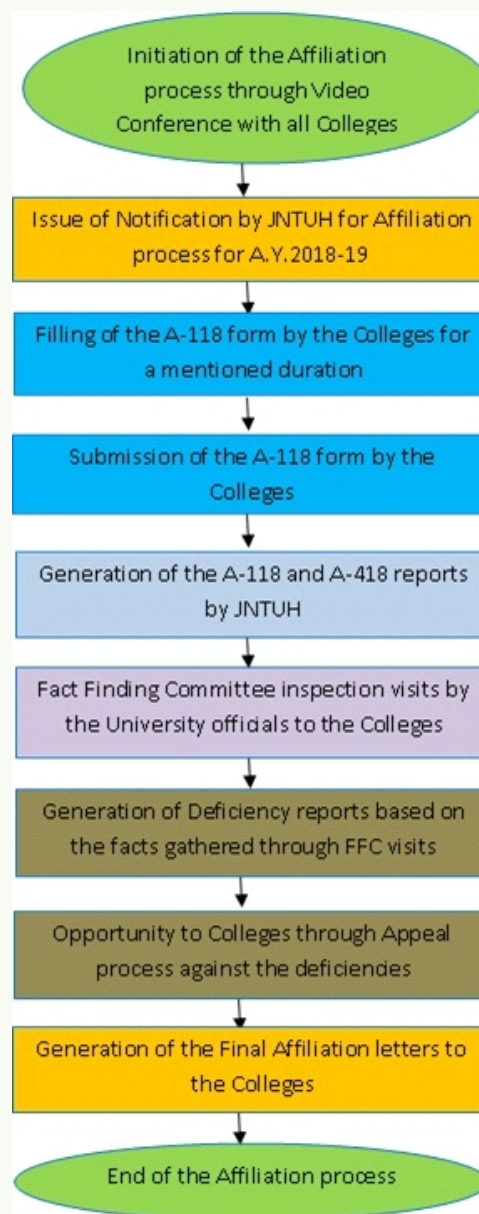 Initiation of the Affiliation
process through Video
Conference with all Colleges
Issue of Notification by JNTUH for Affiliation
process for A.Y.2018-19
Filling of the A-118 form by the Colleges for
a mentioned duration
Submission of the A-118 form by the
Colleges
Generation of the A-118 and A-418 reports
by JNTUH
Fact Finding Committee inspection visits by
the University officials to the Colleges
Generation of Deficiency reports based on
the facts gathered through FFC visits
Opportunity to Colleges through Appeal
process against the deficiencies
Generation of the Final Affiliation letters to
the Colleges
End of the Affiliation process